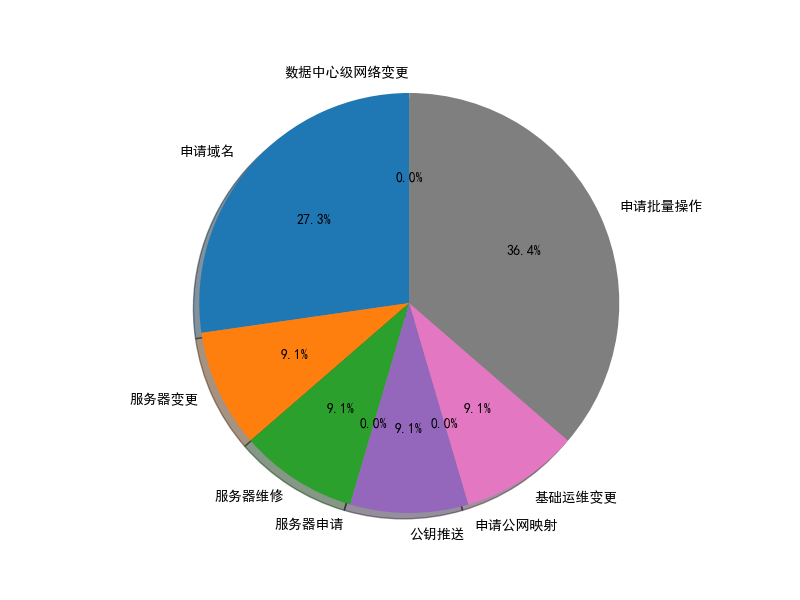 数据中心级网络变更
申请域名
0.0%
申请批量操作
27.3%
36.4%
9.1%
服务器变更
9.1%
9.1%
0.0%
0.0%
9.1%
服务器维修
基础运维变更
服务器申请
申请公网映射
公钥推送